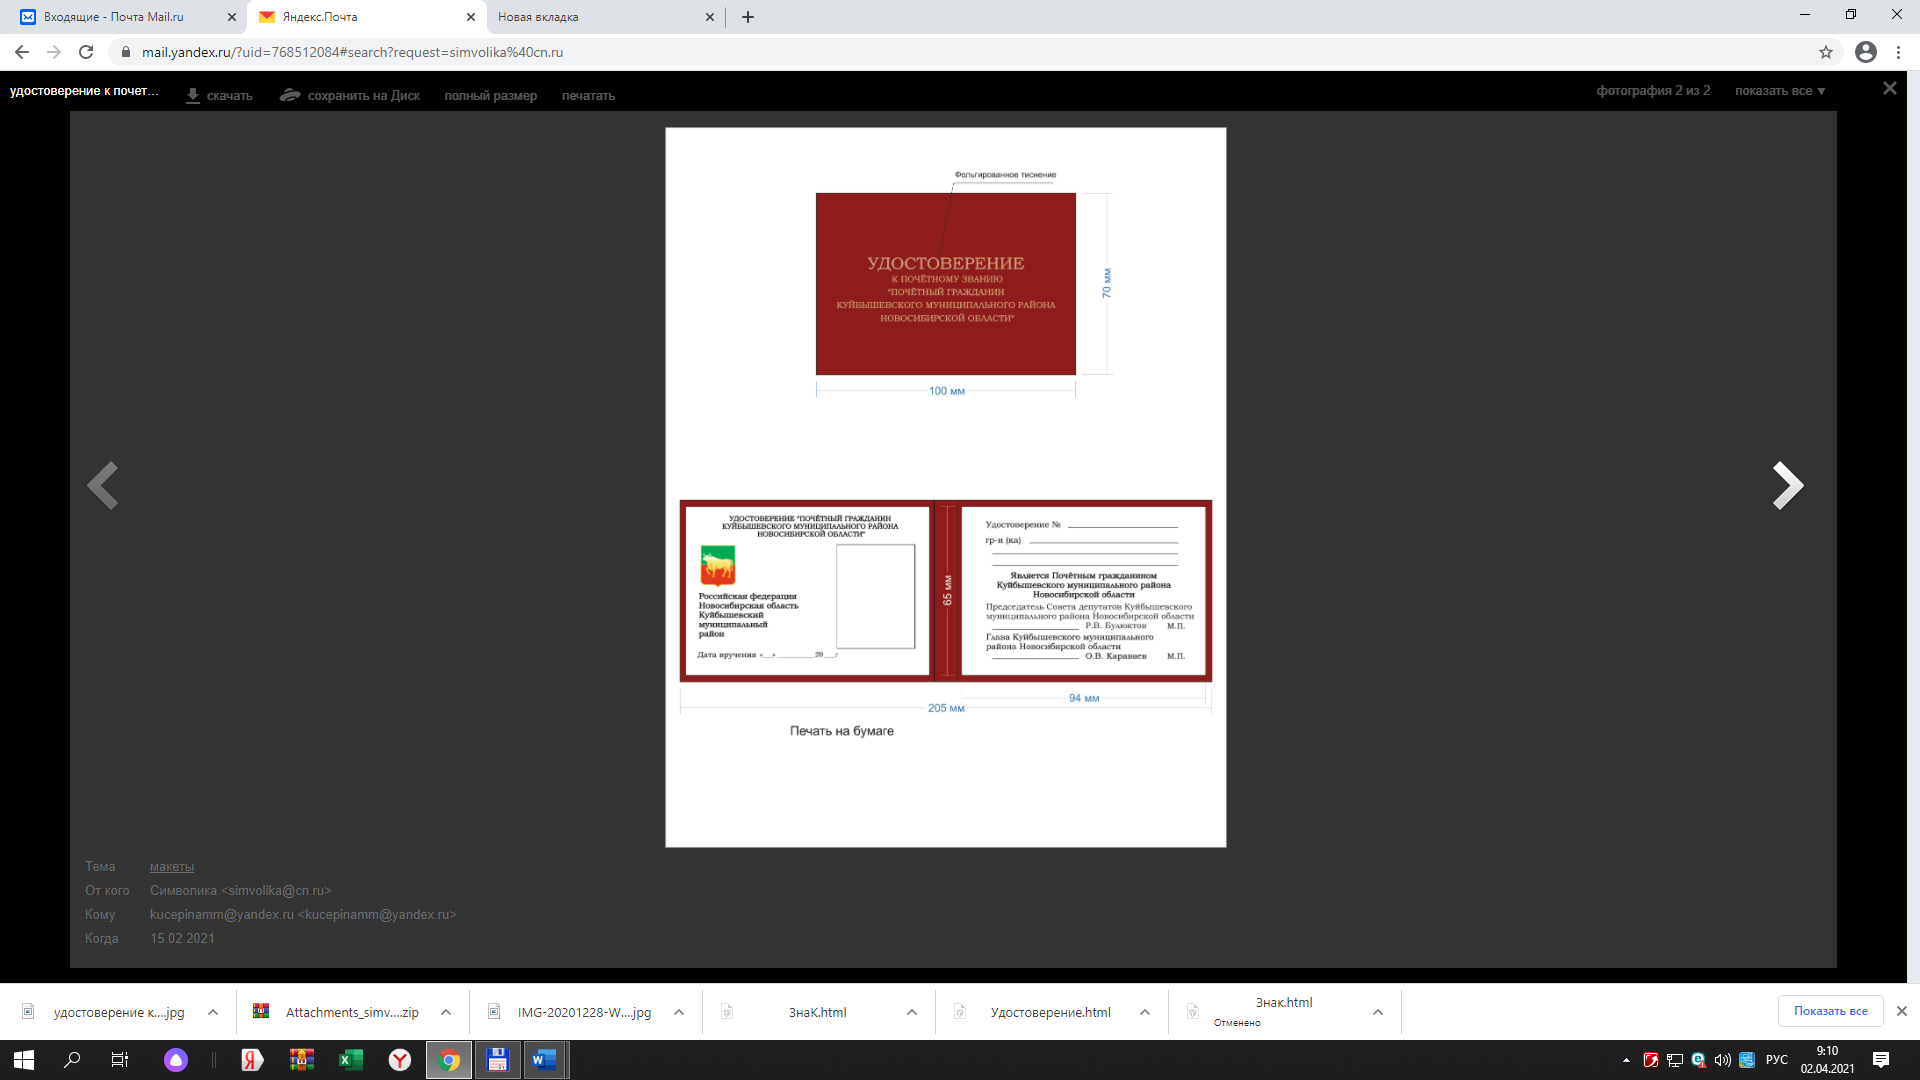 Входящие - Почта Mail.ru
Яндекс.Почта
Новая вкладка
mail.yandex.ru/?uid=768512084#search?request=simvolika%40cn.ru
удостоверение к почет...
скачать
сохранить на Диск
полный размер
печатать
фотография 2 из 2
показать все
Фольгированное тиснение
УДОСТОВЕРЕНИЕ
К ПОЧЁТНОМУ ЗВАНИЮ
"ПОЧЁТНЫЙ ГРАЖДАНИН
КУЙБЫШЕВСКОГО МУНИЦИПАЛЬНОГО РАЙОНА
НОВОСИБИРСКОЙ ОБЛАСТИ"
70 мм
100 мм
УДОСТОВЕРЕНИЕ "ПОЧЁТНЫЙ ГРАЖДАНИН
КУЙБЫШЕВСКОГО МУНИЦИПАЛЬНОГО РАЙОНА
НОВОСИБИРСКОЙ ОБЛАСТИ"
Российская федерация
Новосибирская область
Куйбышевский
муниципальный
район
Дата вручения «__»__________20___г
65 мм
Удостоверение №
гр-н (ка)
Является Почётным гражданином
Куйбышевского муниципального района
Новосибирской области
Председатель Совета депутатов Куйбышевского
муниципального района Новосибирской области
Р.В. Булюктов М.П.
Глава Куйбышевского муниципального
района Новосибирской области
О.В. Караваев М.П.
94 мм
205 мм
Печать на бумаге
Тема макеты
От кого Символика <simvolika@cn.ru>
Кому kucepinamm@yandex.ru <kucepinamm@yandex.ru>
Когда 15.02.2021
удостоверение к....jpg
Attachments_simv....zip
IMG-20201228-W....jpg
ЗнаК.html
Удостоверение.html
Знак.html
Отменено
Показать все
РУС
9:10
02.04.2021